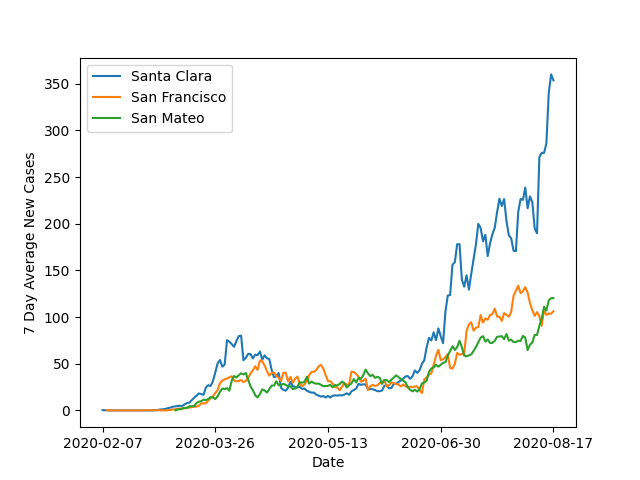 Santa Clara
San Francisco
San Mateo
350
300
250
200
150
100
50
0
7 Day Average New Cases
2020-02-07 2020-03-26 2020-05-13 2020-06-30 2020-08-17
Date